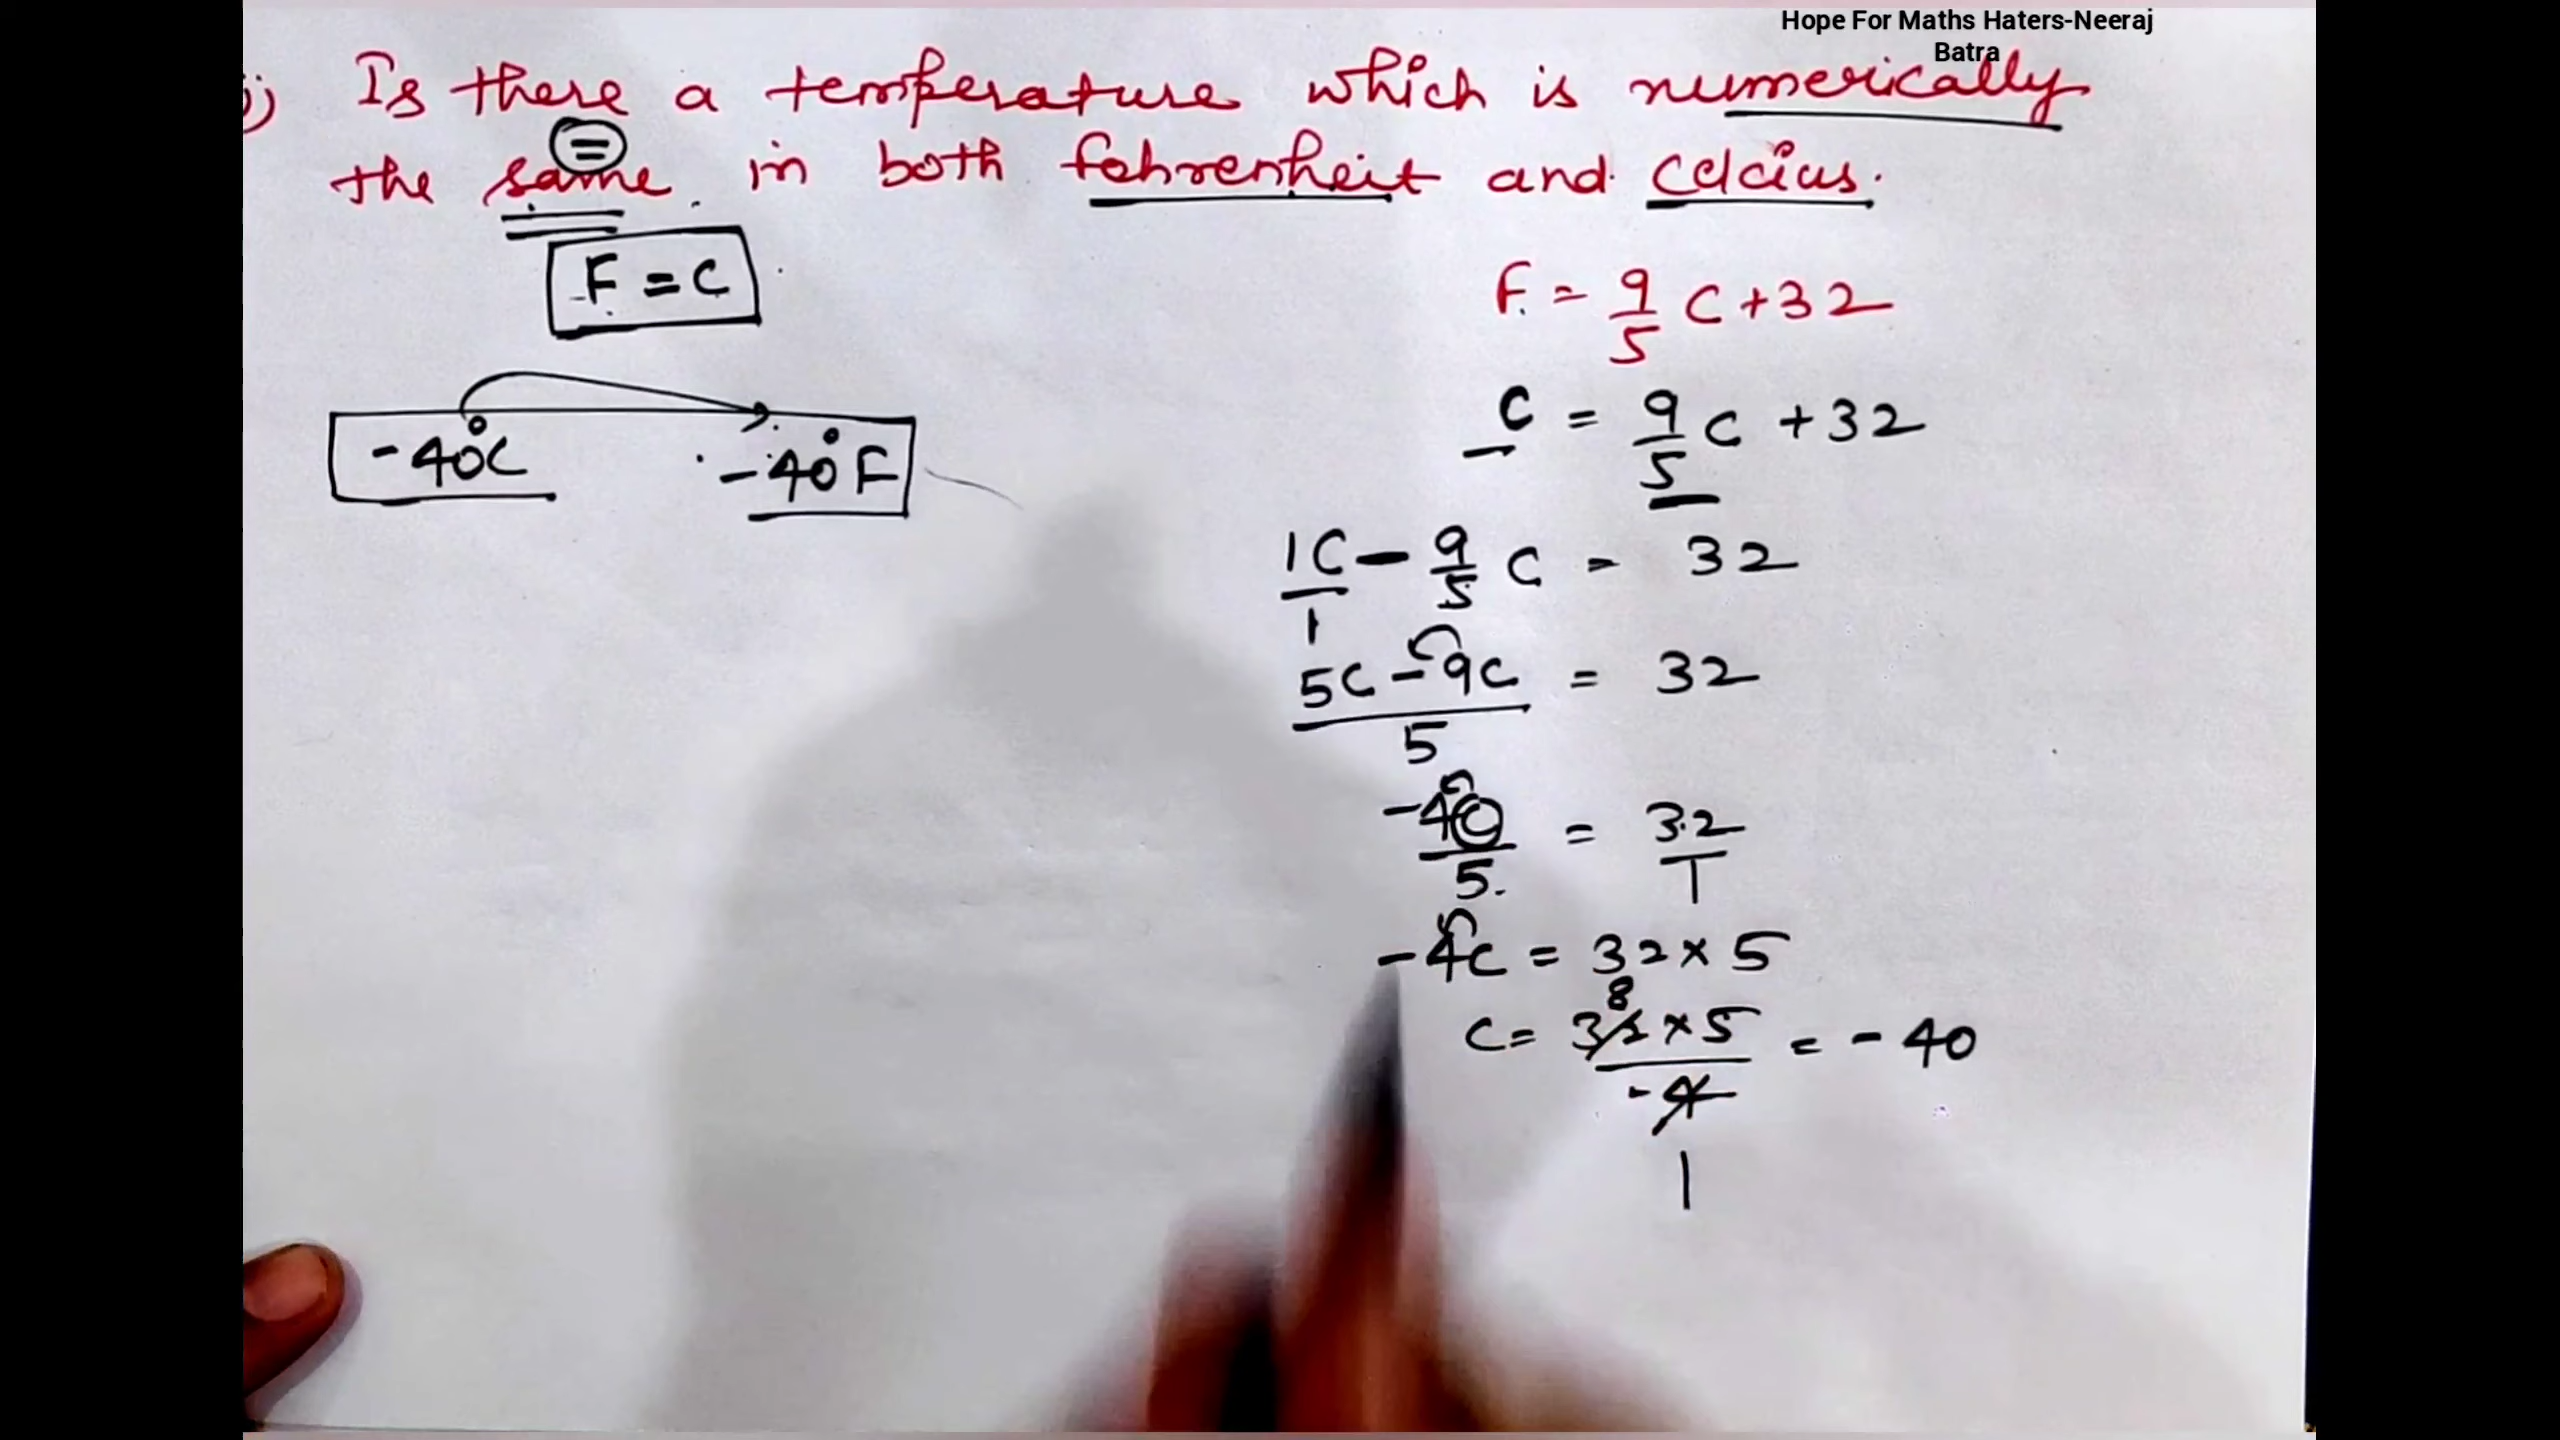 Hope For Maths Haters-Neeraj
Batra
Is there a temperature which is numerically
=
the same in both fahrenheit and celcius.
F = C
-40°C -40°F
F = 9/5 C + 32
C = 9/5 C + 32
1C/1 - 9/5 C = 32
5C - 9C / 5 = 32
-4C/5 = 32/1
-4C = 32 × 5
8
C = 32 × 5 / -4 = - 40
1